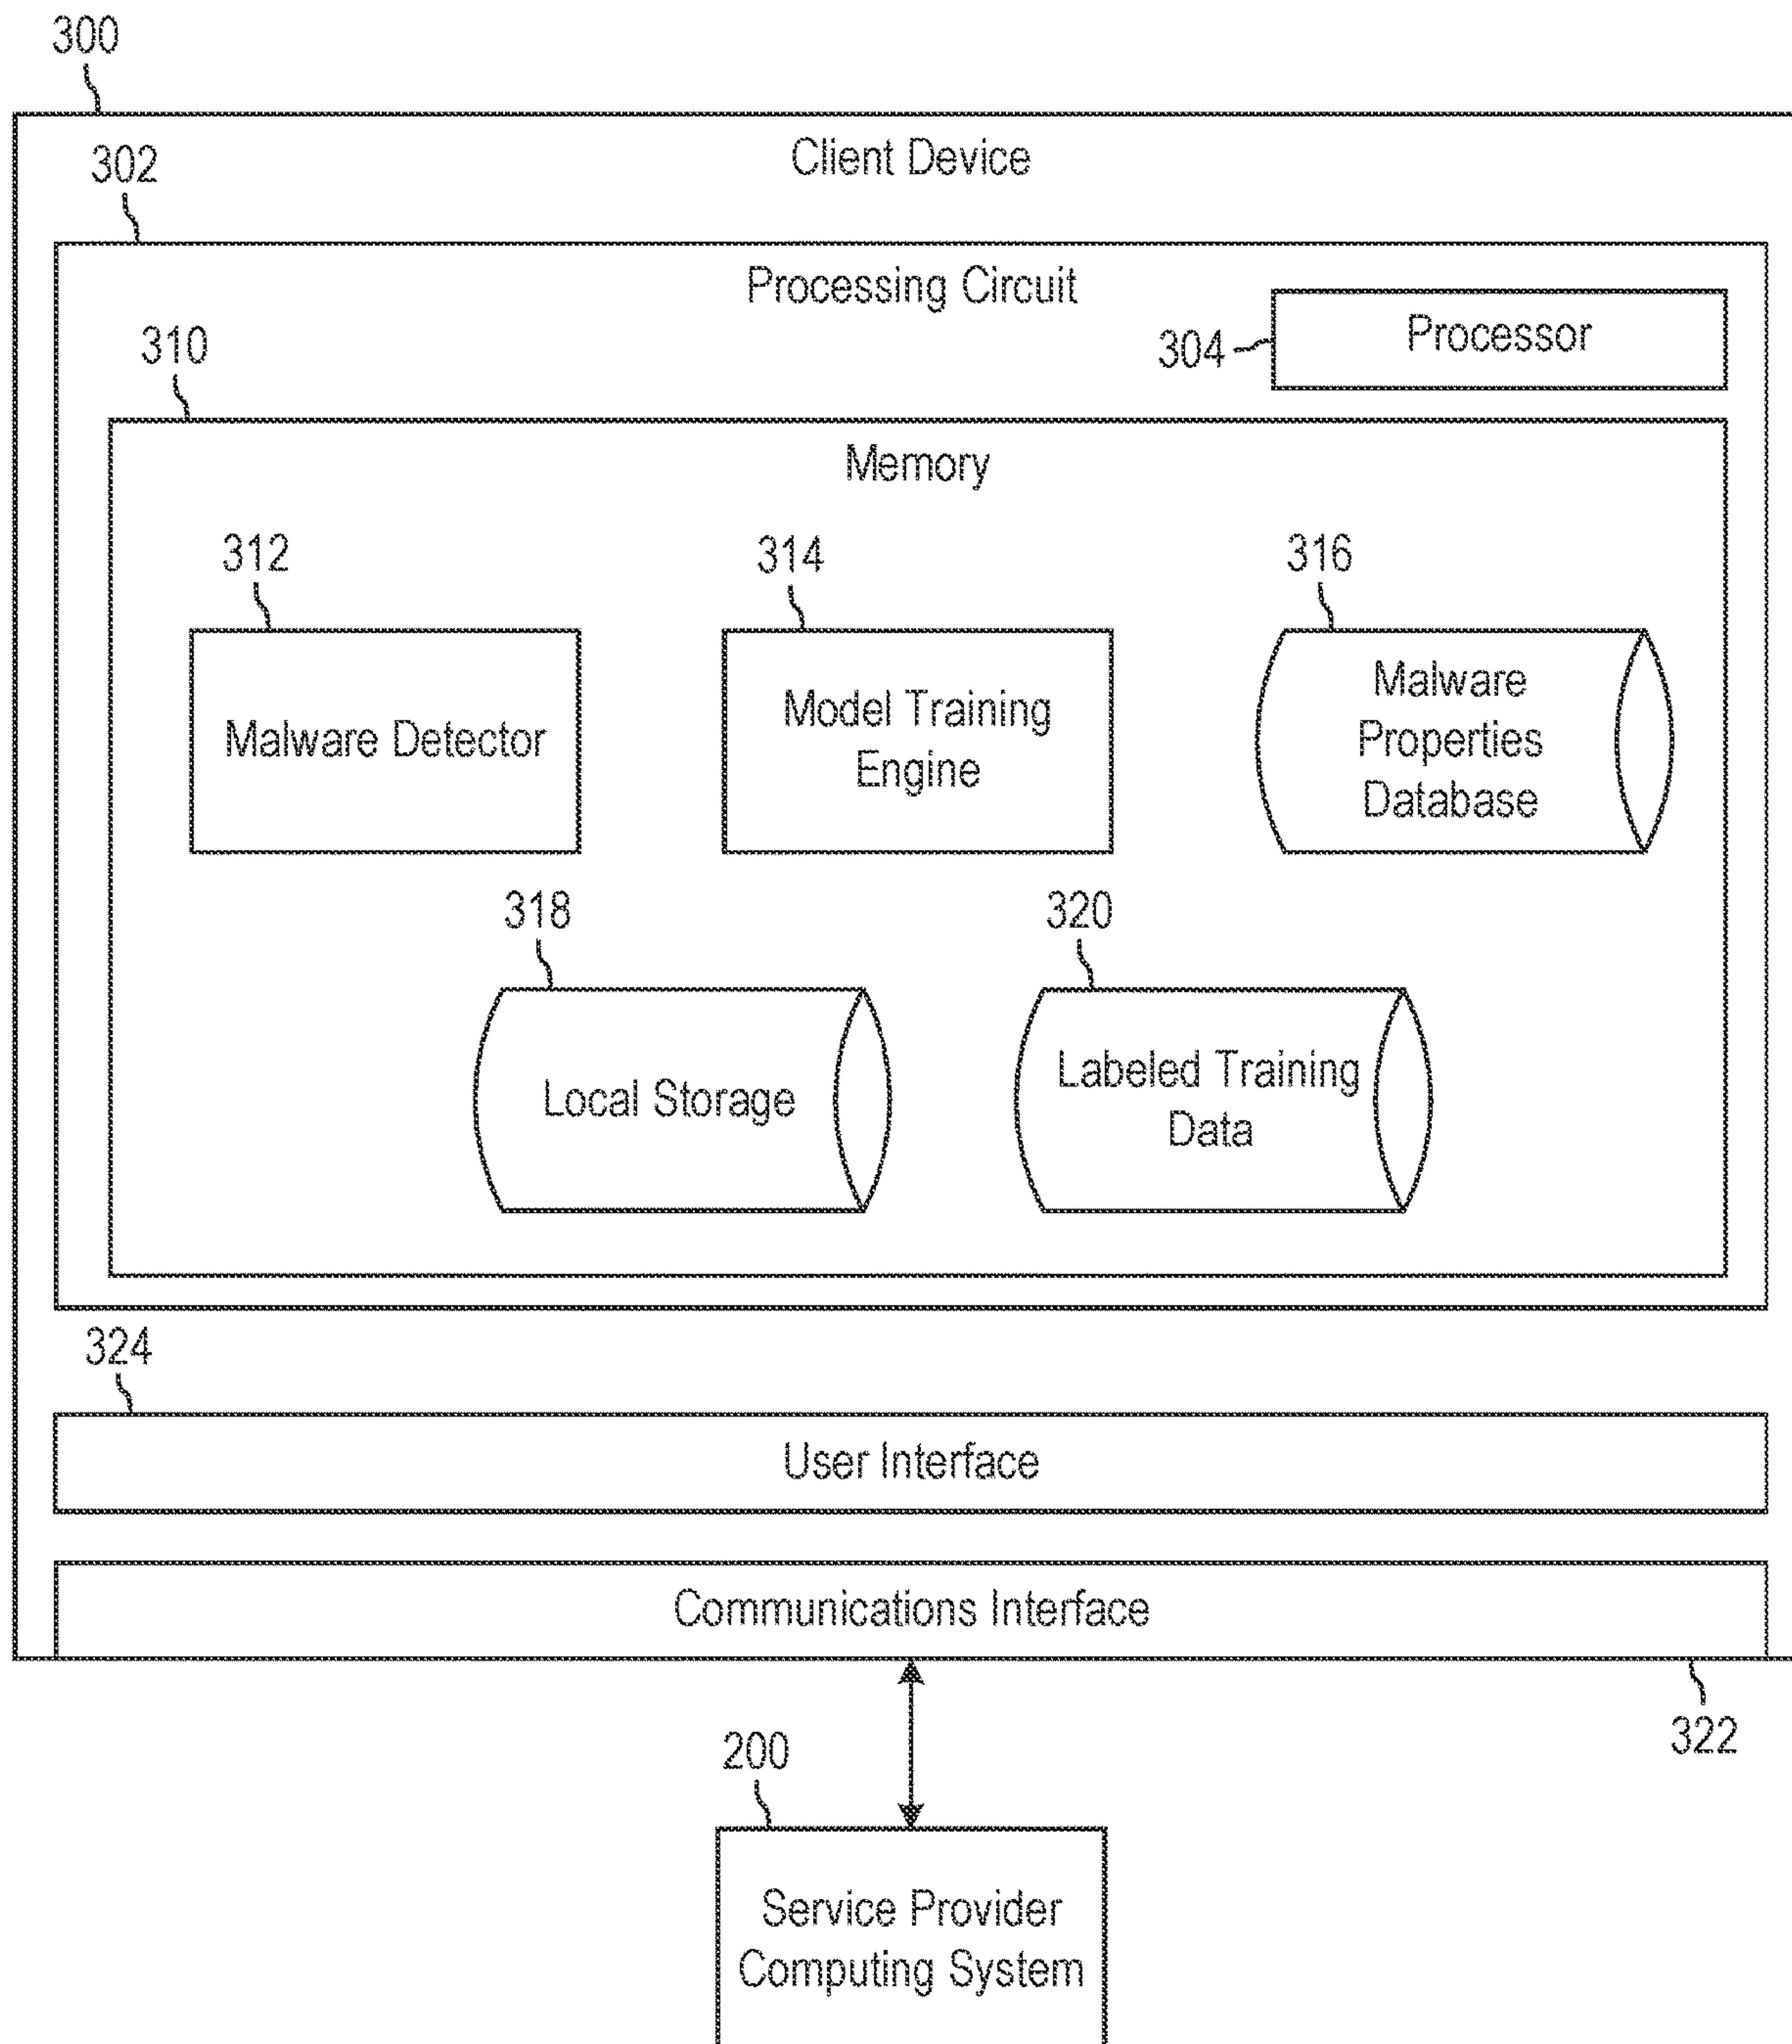 300
Client Device
302
Processing Circuit
304
Processor
310
Memory
312
Malware Detector
314
Model Training
Engine
316
Malware
Properties
Database
318
Local Storage
320
Labeled Training
Data
324
User Interface
Communications Interface
322
200
Service Provider
Computing System